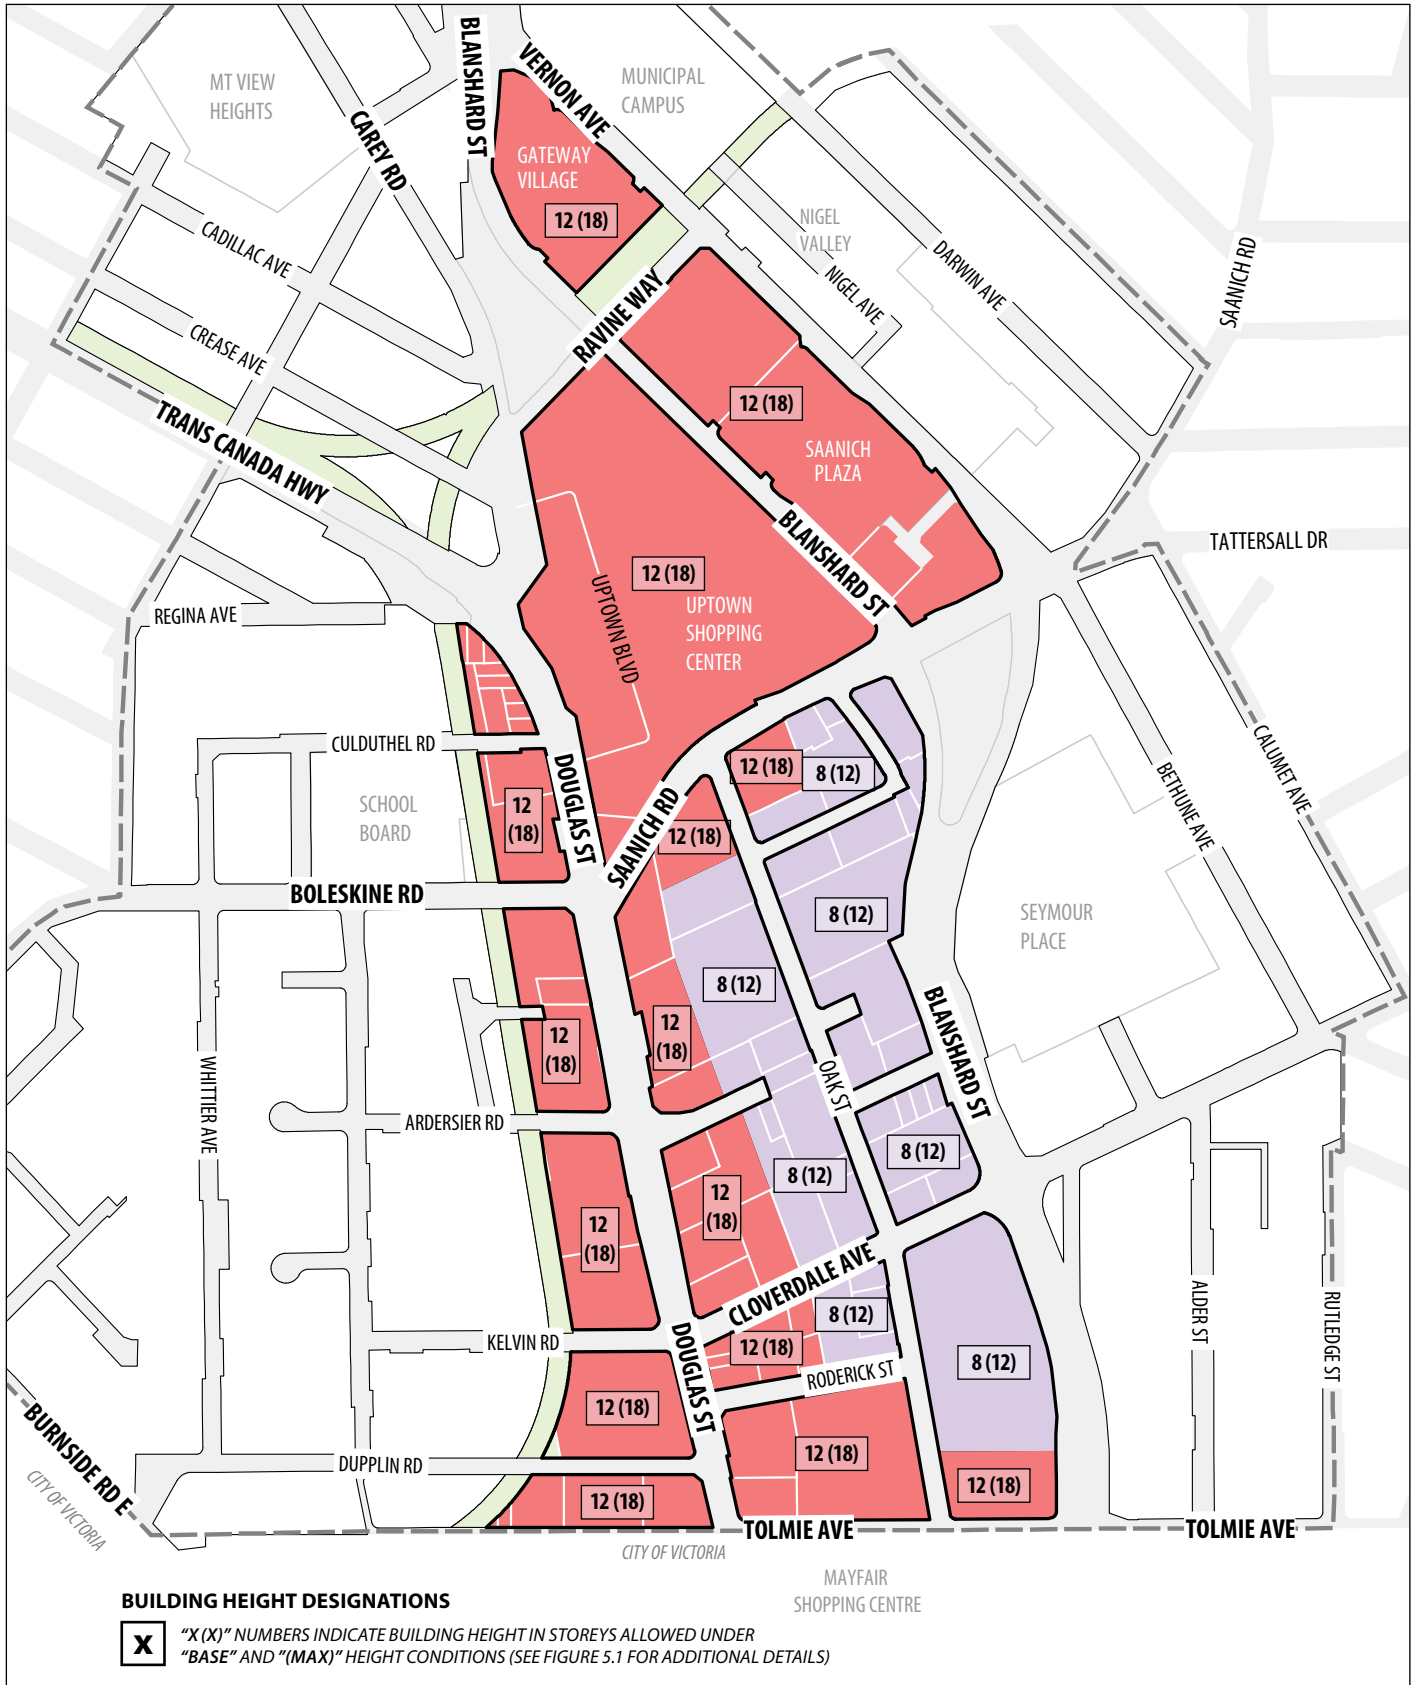 BLANSHARD ST
VERNON AVE
MUNICIPAL
CAMPUS
MT VIEW
HEIGHTS
CAREY RD
GATEWAY
VILLAGE
12 (18)
NIGEL
VALLEY
CADILLAC AVE
DARWIN AVE
SAANICH RD
NIGEL AVE
RAVINE WAY
CREASE AVE
12 (18)
TRANS CANADA HWY
SAANICH
PLAZA
BLANSHARD ST
TATTERSALL DR
12 (18)
UPTOWN BLVD
UPTOWN
SHOPPING
CENTER
REGINA AVE
CULDUTHEL RD
DOUGLAS ST
12 (18)
8 (12)
CALUMET AVE
BETHUNE AVE
SCHOOL
BOARD
12
(18)
SAANICH RD
12 (18)
BOLESKINE RD
8 (12)
SEYMOUR
PLACE
8 (12)
12
(18)
12
(18)
BLANSHARD ST
OAK ST
WHITTIER AVE
ARDERSIER RD
8 (12)
8 (12)
12
(18)
12
(18)
CLOVERDALE AVE
8 (12)
ALDER ST
RUTLEDGE ST
KELVIN RD
DOUGLAS ST
12 (18)
RODERICK ST
8 (12)
12 (18)
BURNSIDE RD E
CITY OF VICTORIA
DUPPLIN RD
12 (18)
12 (18)
12 (18)
TOLMIE AVE
TOLMIE AVE
CITY OF VICTORIA
MAYFAIR
SHOPPING CENTRE
BUILDING HEIGHT DESIGNATIONS
X
"X (X)" NUMBERS INDICATE BUILDING HEIGHT IN STOREYS ALLOWED UNDER
"BASE" AND "(MAX)" HEIGHT CONDITIONS (SEE FIGURE 5.1 FOR ADDITIONAL DETAILS)